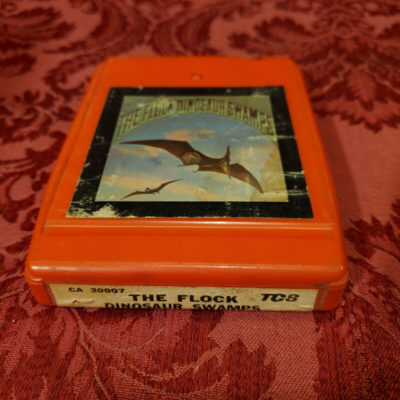 THE FLOCK DINOSAUR SWAMPS
CA 30007
THE FLOCK TC8
DINOSAUR SWAMPS